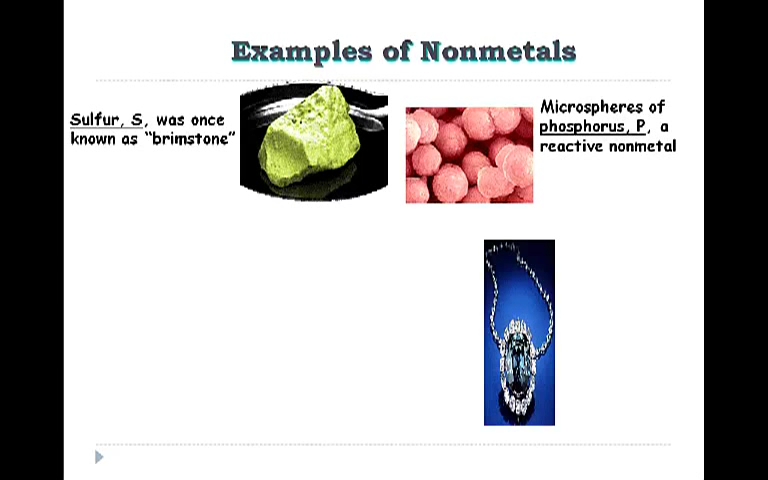 Examples of Nonmetals
Sulfur, S, was once
known as “brimstone”
Microspheres of
phosphorus, P, a
reactive nonmetal